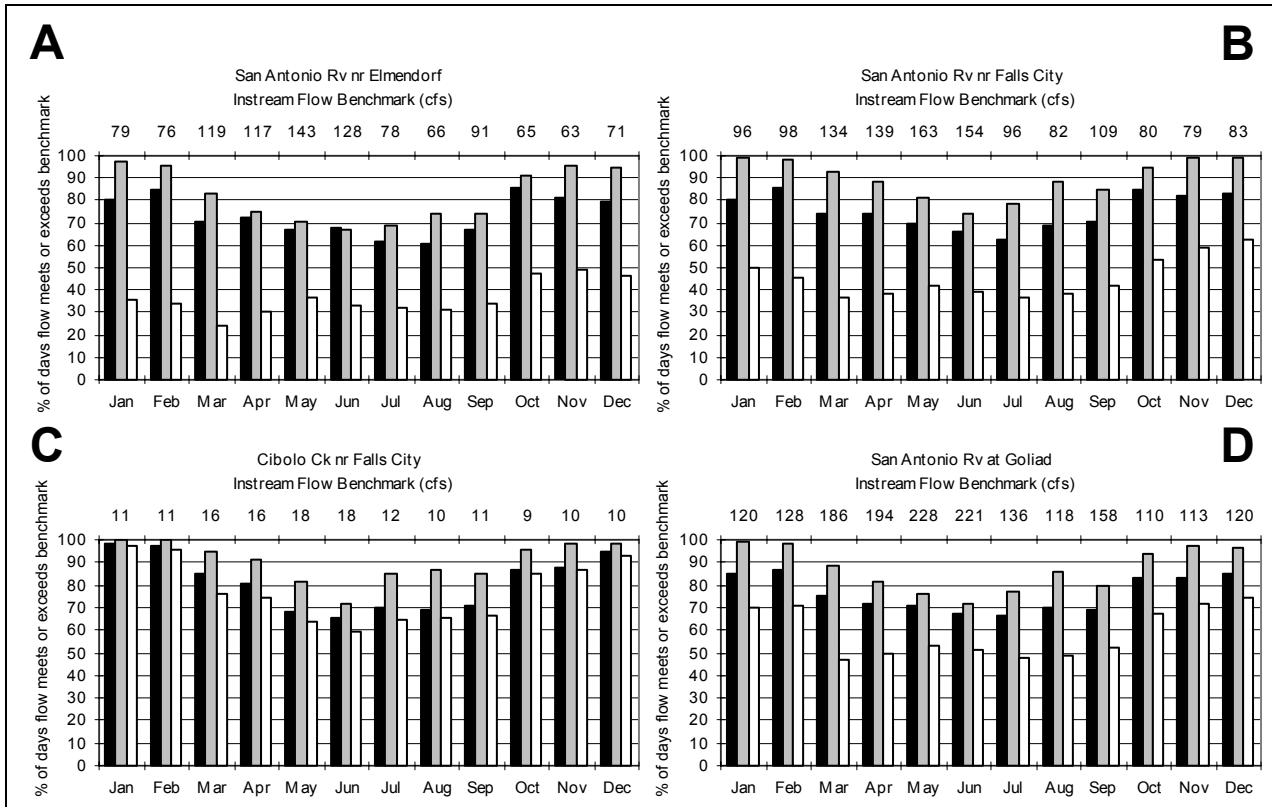 A
San Antonio Rv nr Elmendorf
Instream Flow Benchmark (cfs)
79 76 119 117 143 128 78 66 91 65 63 71
% of days flow meets or exceeds benchmark
100
90
80
70
60
50
40
30
20
10
0
Jan Feb Mar Apr May Jun Jul Aug Sep Oct Nov Dec
B
San Antonio Rv nr Falls City
Instream Flow Benchmark (cfs)
96 98 134 139 163 154 96 82 109 80 79 83
% of days flow meets or exceeds benchmark
100
90
80
70
60
50
40
30
20
10
0
Jan Feb Mar Apr May Jun Jul Aug Sep Oct Nov Dec
C
Cibolo Ck nr Falls City
Instream Flow Benchmark (cfs)
11 11 16 16 18 18 12 10 11 9 10 10
% of days flow meets or exceeds benchmark
100
90
80
70
60
50
40
30
20
10
0
Jan Feb Mar Apr May Jun Jul Aug Sep Oct Nov Dec
D
San Antonio Rv at Goliad
Instream Flow Benchmark (cfs)
120 128 186 194 228 221 136 118 158 110 113 120
% of days flow meets or exceeds benchmark
100
90
80
70
60
50
40
30
20
10
0
Jan Feb Mar Apr May Jun Jul Aug Sep Oct Nov Dec